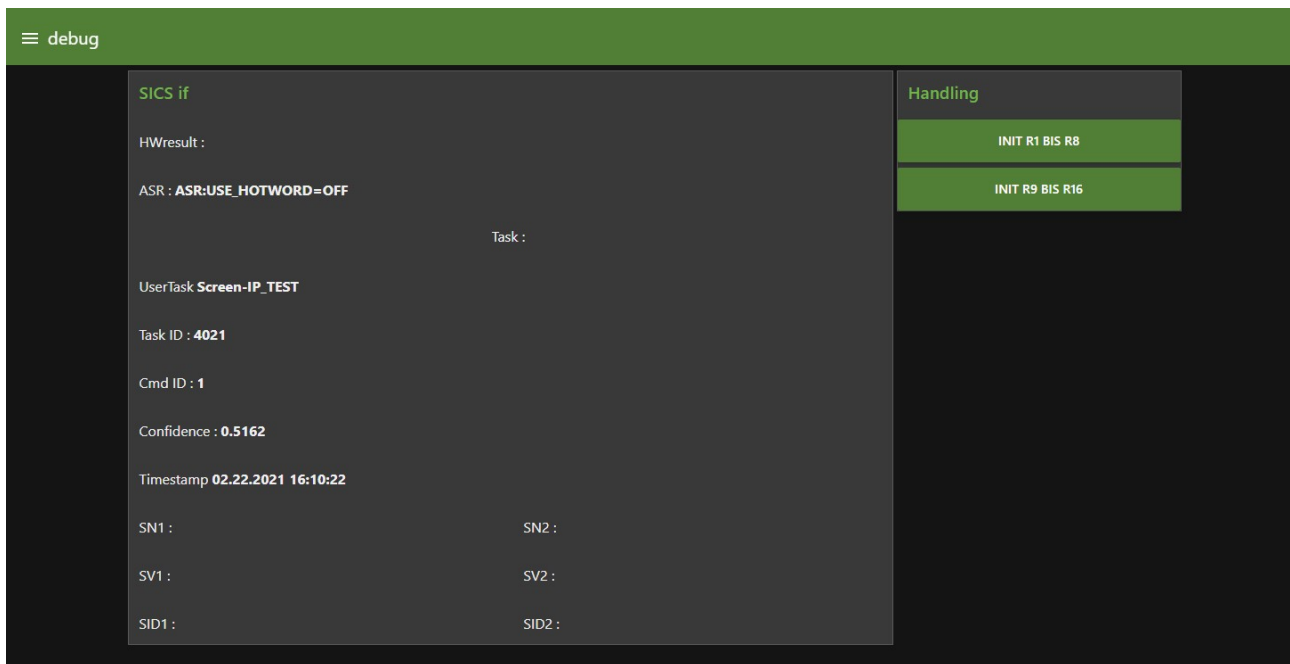 debug
SICS if
HWresult :
ASR : ASR:USE_HOTWORD=OFF
Task :
UserTask Screen-IP_TEST
Task ID : 4021
Cmd ID : 1
Confidence : 0.5162
Timestamp 02.22.2021 16:10:22
SN1 :
SN2 :
SV1 :
SV2 :
SID1 :
SID2 :
Handling
INIT R1 BIS R8
INIT R9 BIS R16